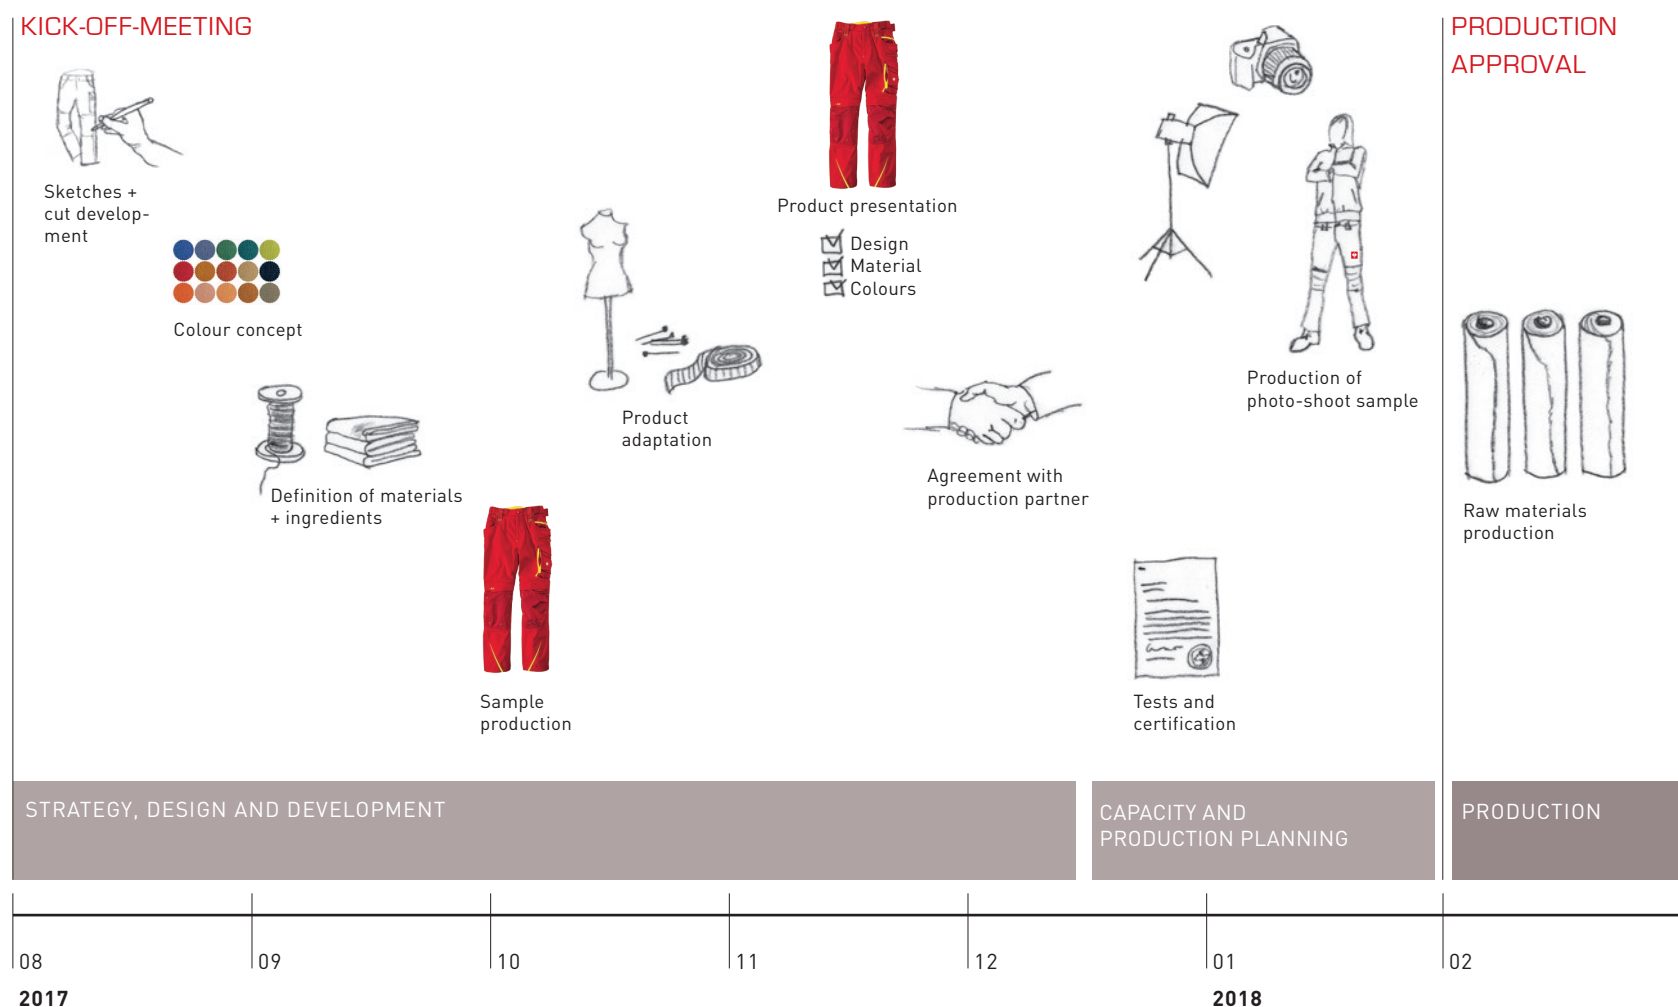 KICK-OFF-MEETING
PRODUCTION
APPROVAL
Sketches +
cut develop-
ment
Colour concept
Definition of materials
+ ingredients
Sample
production
Product
adaptation
Product presentation
Design
Material
Colours
Agreement with
production partner
Tests and
certification
Production of
photo-shoot sample
Raw materials
production
STRATEGY, DESIGN AND DEVELOPMENT
CAPACITY AND
PRODUCTION PLANNING
PRODUCTION
08
09
10
11
12
01
02
2017
2018